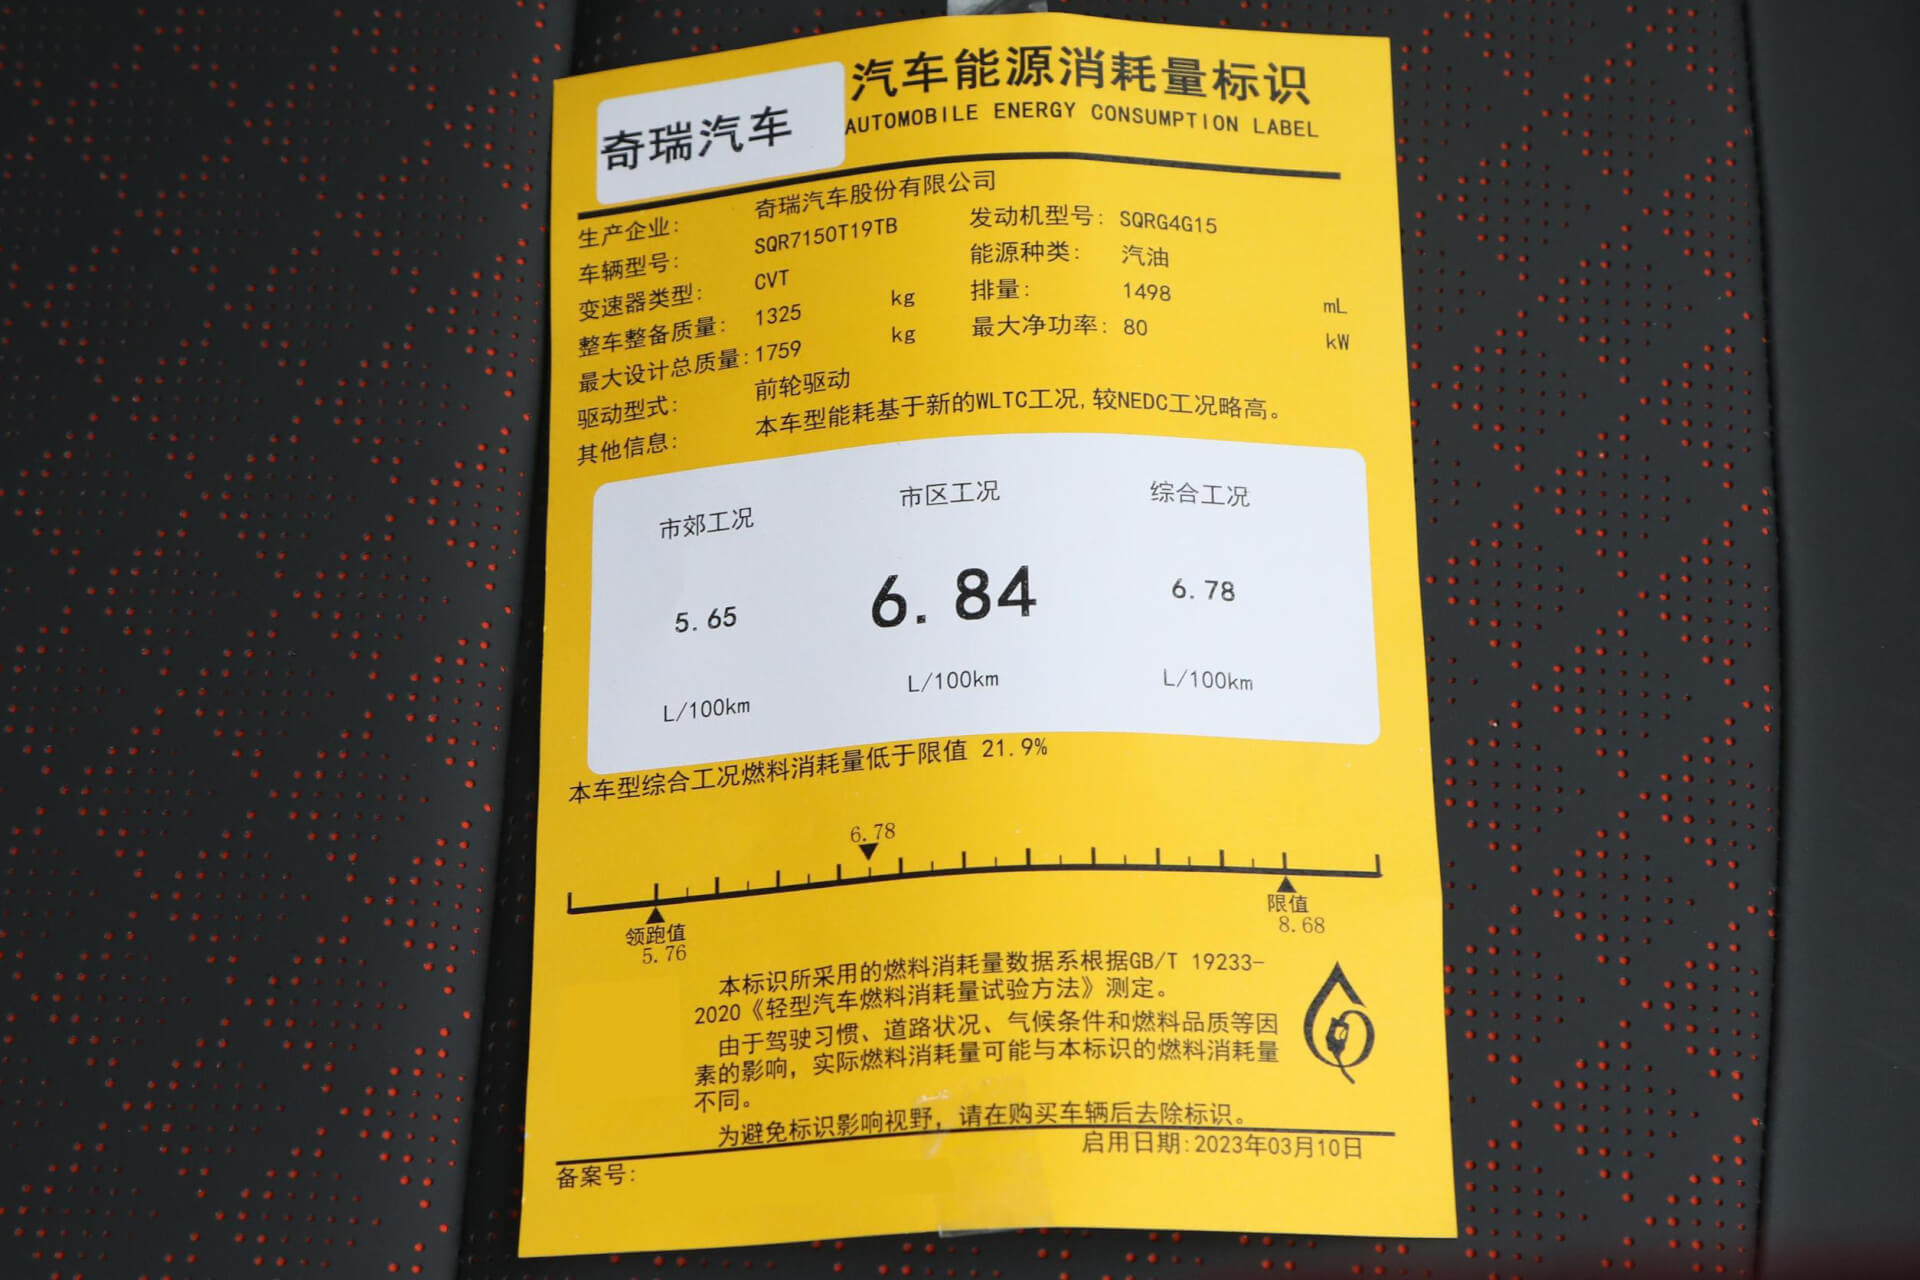 奇瑞汽车
汽车能源消耗量标识
AUTOMOBILE ENERGY CONSUMPTION LABEL
生产企业: 奇瑞汽车股份有限公司
车辆型号: SQR7150T19TB 发动机型号: SQRG4G15
变速器类型: CVT 能源种类: 汽油
整车整备质量: 1325 kg 排量: 1498 mL
最大设计总质量: 1759 kg 最大净功率: 80 kW
驱动型式: 前轮驱动
其他信息: 本车型能耗基于新的WLTC工况,较NEDC工况略高。
市郊工况 市区工况 综合工况
5.65 6.84 6.78
L/100km L/100km L/100km
本车型综合工况燃料消耗量低于限值 21.9%
6.78
领跑值 限值
5.76 8.68
本标识所采用的燃料消耗量数据系根据GB/T 19233-
2020《轻型汽车燃料消耗量试验方法》测定。
由于驾驶习惯、道路状况、气候条件和燃料品质等因
素的影响，实际燃料消耗量可能与本标识的燃料消耗量
不同。
为避免标识影响视野，请在购买车辆后去除标识。
备案号: 启用日期:2023年03月10日